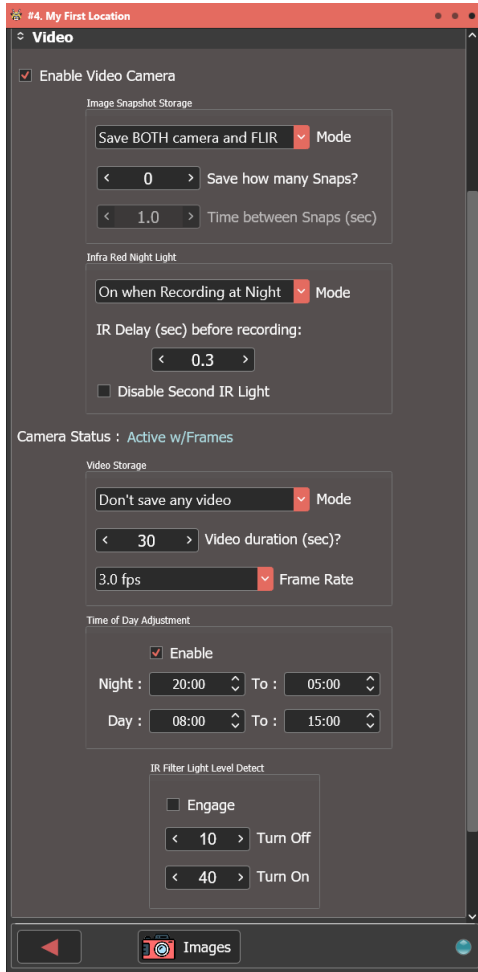 #4. My First Location
Video
Enable Video Camera
Image Snapshot Storage
Save BOTH camera and FLIR Mode
0 Save how many Snaps?
1.0 Time between Snaps (sec)
Infra Red Night Light
On when Recording at Night Mode
IR Delay (sec) before recording:
0.3
Disable Second IR Light
Camera Status : Active w/Frames
Video Storage
Don't save any video Mode
30 Video duration (sec)?
3.0 fps Frame Rate
Time of Day Adjustment
Enable
Night : 20:00 To : 05:00
Day : 08:00 To : 15:00
IR Filter Light Level Detect
Engage
10 Turn Off
40 Turn On
Images